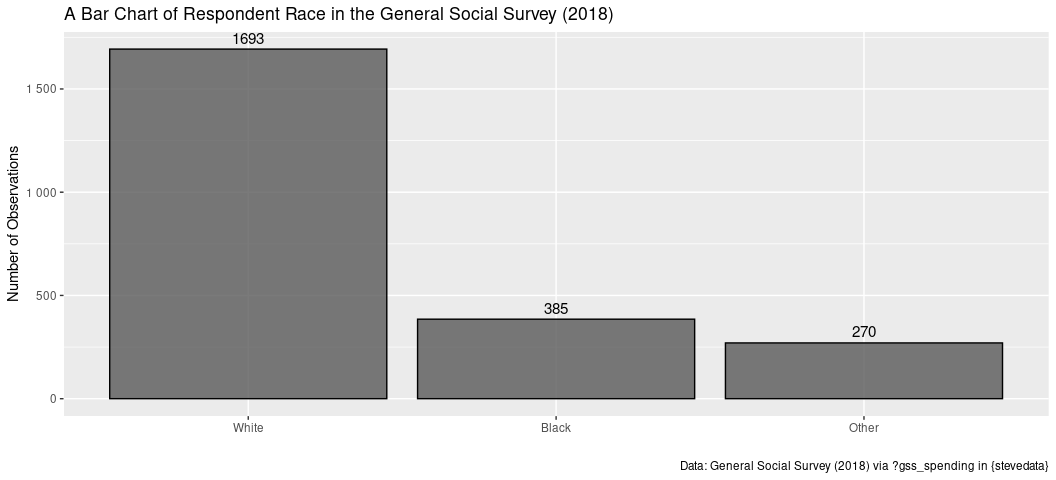 A Bar Chart of Respondent Race in the General Social Survey (2018)
1693
1 500
385
270
1 000
500
0
Number of Observations
White Black Other
Data: General Social Survey (2018) via ?gss_spending in {stevedata}